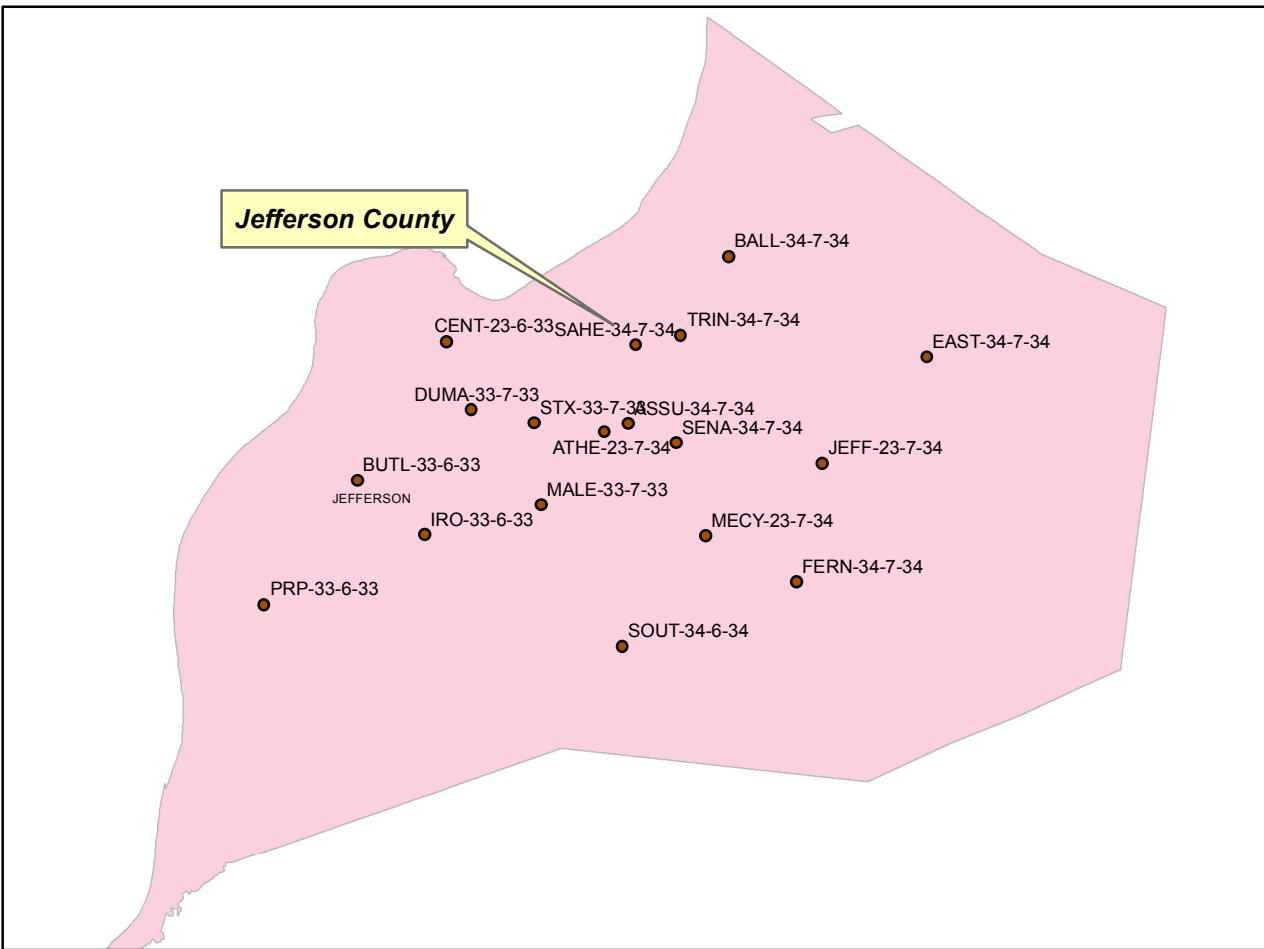 Jefferson County
BALL-34-7-34
TRIN-34-7-34
CENT-23-6-33
SAHE-34-7-34
EAST-34-7-34
DUMA-33-7-33
STX-33-7-33
ASSU-34-7-34
SENA-34-7-34
ATHE-23-7-34
JEFF-23-7-34
BUTL-33-6-33
JEFFERSON
MALE-33-7-33
IRO-33-6-33
MECY-23-7-34
FERN-34-7-34
PRP-33-6-33
SOUT-34-6-34